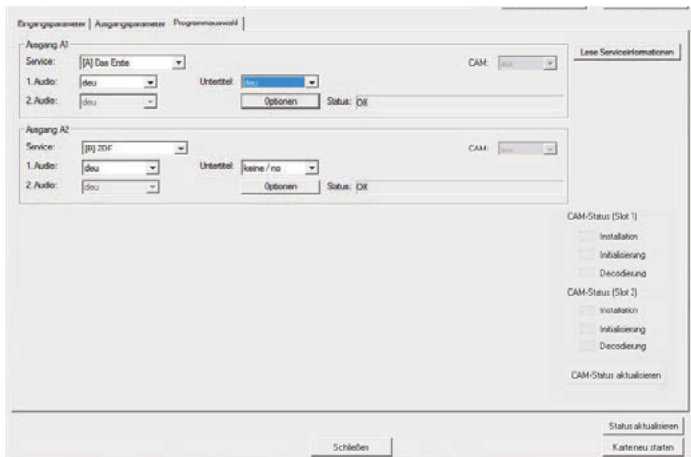 Eingangsparameter Ausgangsparameter Programmauswahl
Ausgang A1
Service: [A] Das Erste CAM: aus
Lese Serviceinformationen
1. Audio: deu Untertitel: deu
2. Audio: deu Optionen Status: OK
Ausgang A2
Service: [B] ZDF CAM: aus
1. Audio: deu Untertitel: keine / no
2. Audio: deu Optionen Status: OK
CAM-Status (Slot 1)
Installation
Initialisierung
Decodierung
CAM-Status (Slot 2)
Installation
Initialisierung
Decodierung
CAM-Status aktualisieren
Status aktualisieren
Schließen Karte neu starten